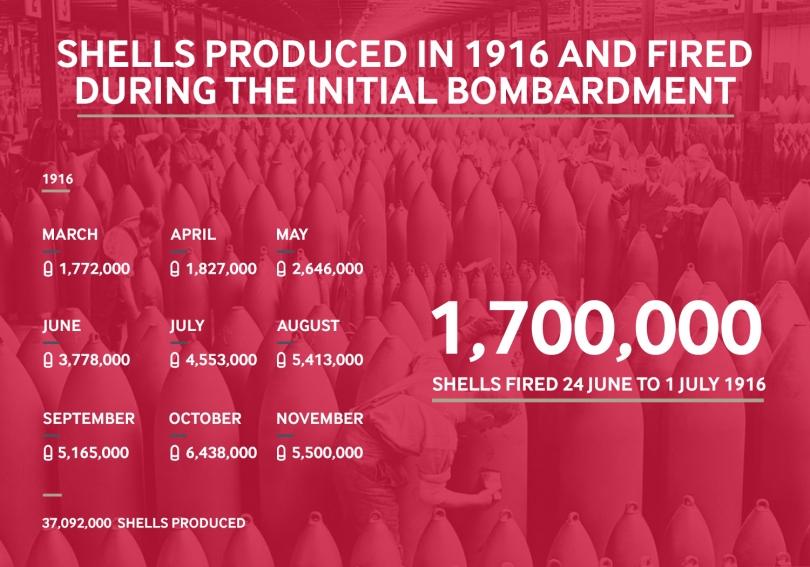 SHELLS PRODUCED IN 1916 AND FIRED
DURING THE INITIAL BOMBARDMENT
1916
MARCH
1,772,000
APRIL
1,827,000
MAY
2,646,000
JUNE
3,778,000
JULY
4,553,000
AUGUST
5,413,000
SEPTEMBER
5,165,000
OCTOBER
6,438,000
NOVEMBER
5,500,000
37,092,000 SHELLS PRODUCED
1,700,000
SHELLS FIRED 24 JUNE TO 1 JULY 1916